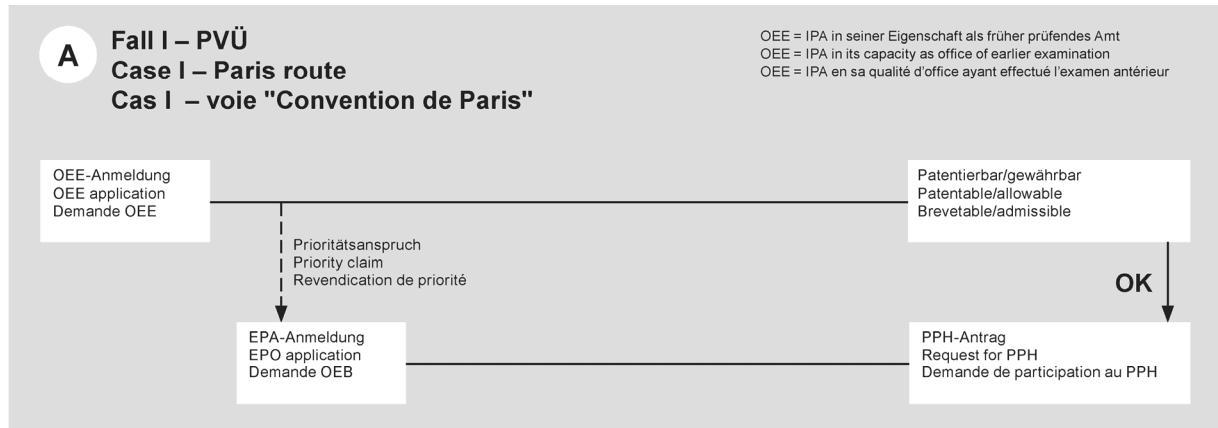 A
Fall I – PVÜ
Case I – Paris route
Cas I – voie "Convention de Paris"
OEE = IPA in seiner Eigenschaft als früher prüfendes Amt
OEE = IPA in its capacity as office of earlier examination
OEE = IPA en sa qualité d'office ayant effectué l'examen antérieur
OEE-Anmeldung
OEE application
Demande OEE
Patentierbar/gewährbar
Patentable/allowable
Brevetable/admissible
Prioritätsanspruch
Priority claim
Revendication de priorité
OK
EPA-Anmeldung
EPO application
Demande OEB
PPH-Antrag
Request for PPH
Demande de participation au PPH